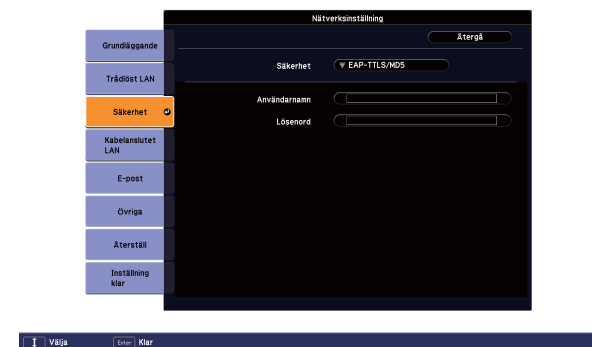 Nätverksinställning
Återgå
Grundläggande
Trådlöst LAN
Säkerhet
Kabelanslutet
LAN
E-post
Övriga
Återställ
Inställning
klar
Säkerhet ▼ EAP-TTLS/MD5
Användarnamn
Lösenord
Välja Enter Klar